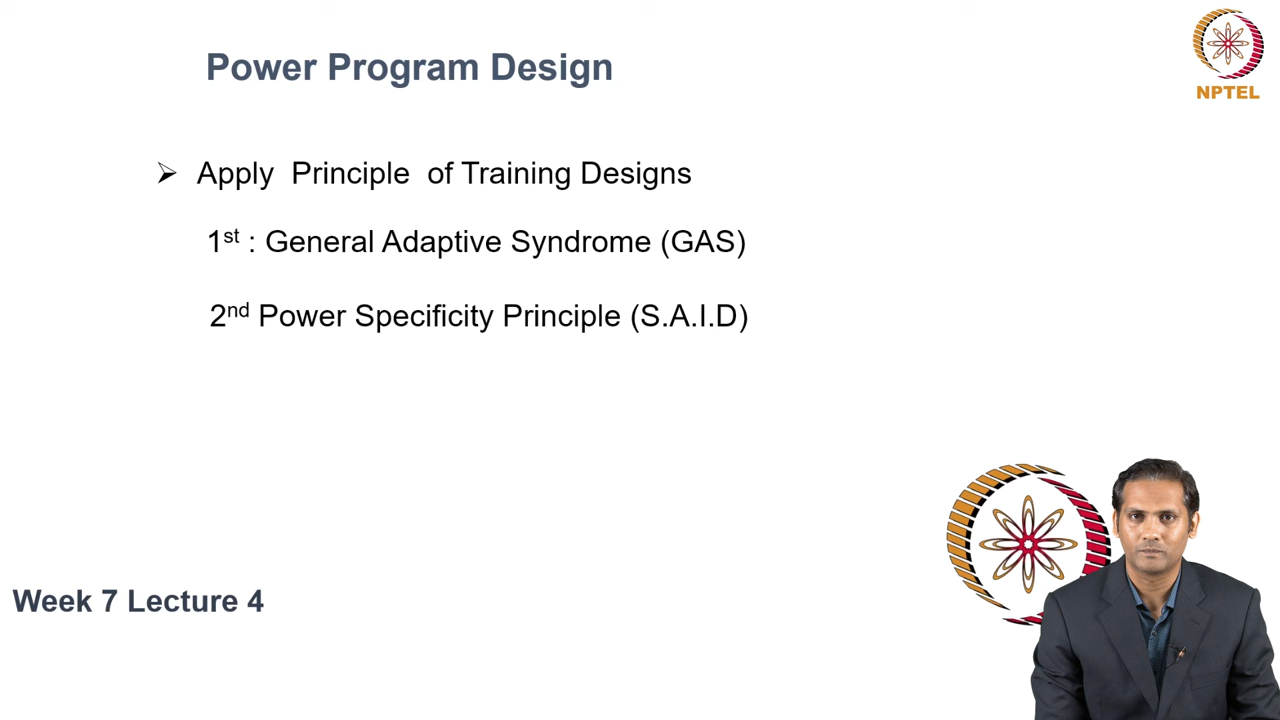 Power Program Design
NPTEL
➢ Apply Principle of Training Designs
1st : General Adaptive Syndrome (GAS)
2nd Power Specificity Principle (S.A.I.D)
Week 7 Lecture 4